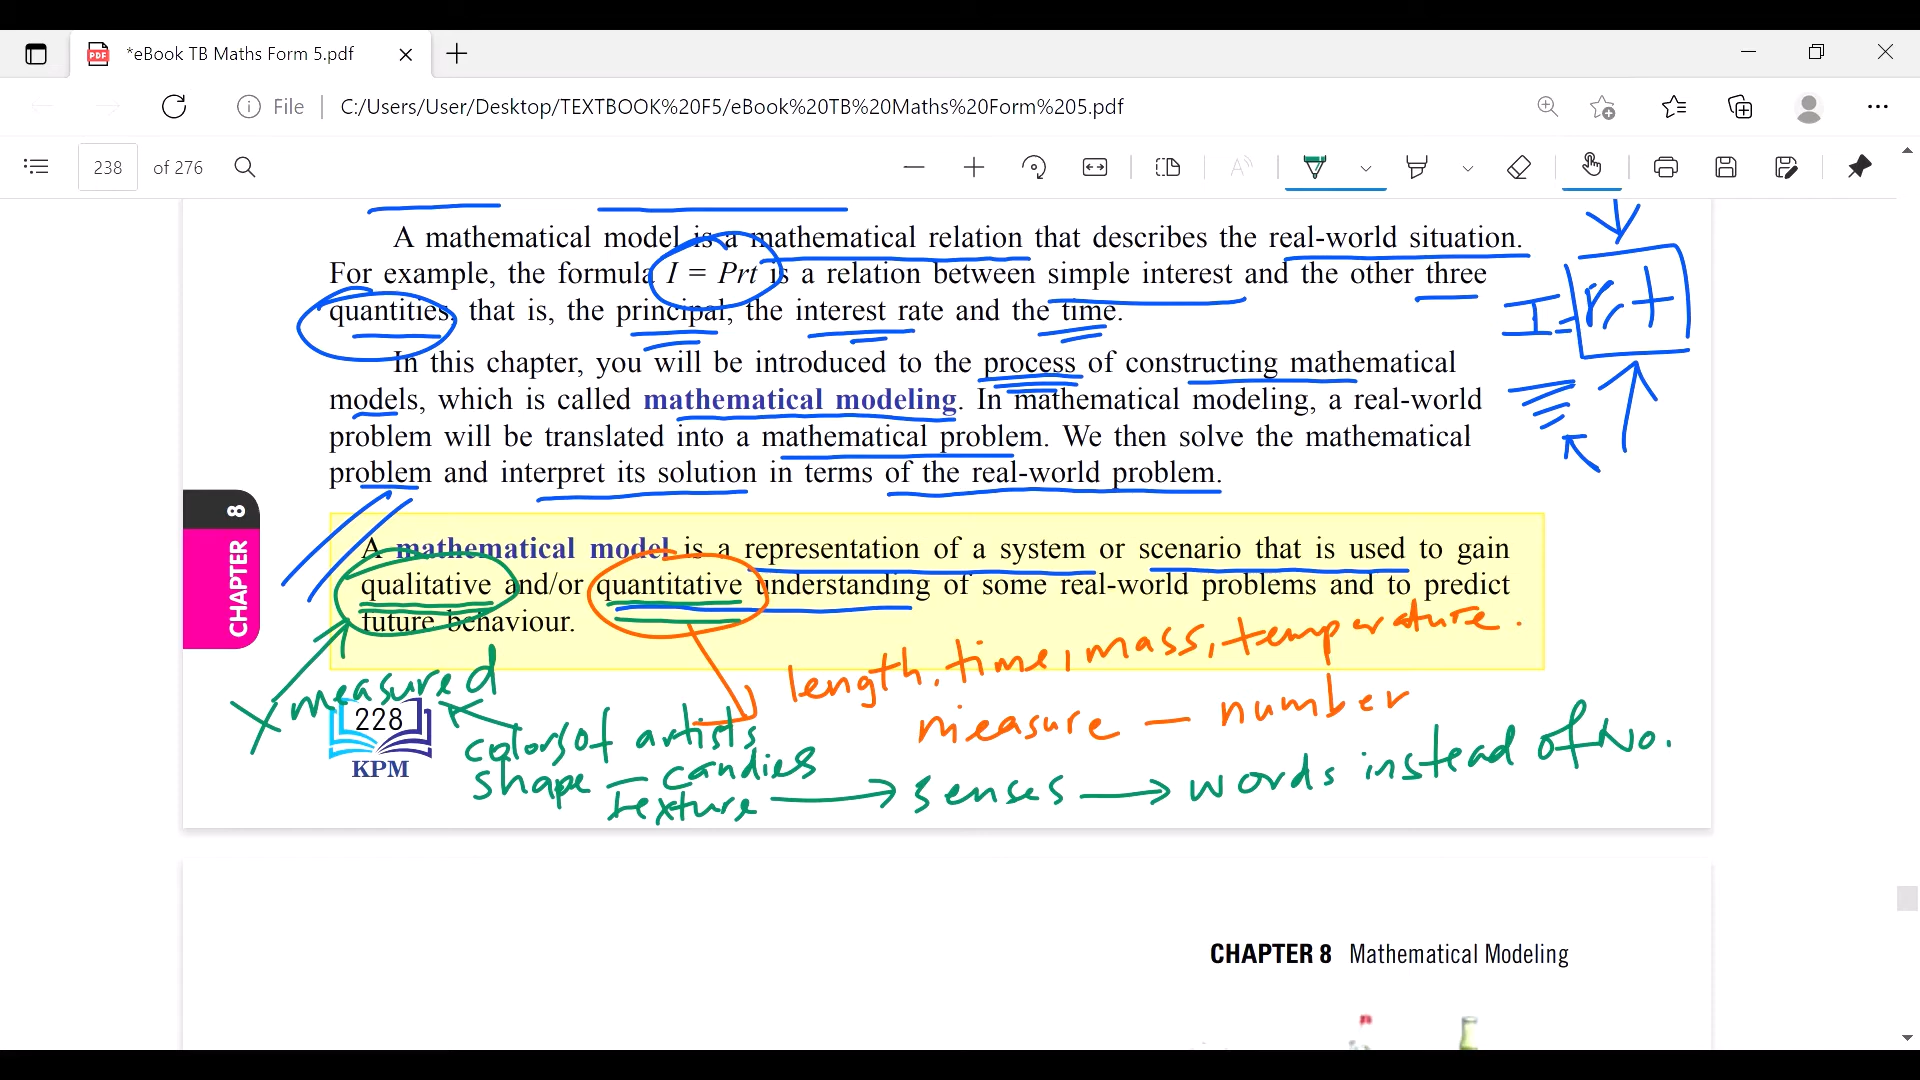 *eBook TB Maths Form 5.pdf
File
C:/Users/User/Desktop/TEXTBOOK%20F5/eBook%20TB%20Maths%20Form%205.pdf
238 of 276
A mathematical model is a mathematical relation that describes the real-world situation.
For example, the formula I = Prt is a relation between simple interest and the other three
quantities, that is, the principal, the interest rate and the time.
I = r, t
In this chapter, you will be introduced to the process of constructing mathematical
models, which is called mathematical modeling. In mathematical modeling, a real-world
problem will be translated into a mathematical problem. We then solve the mathematical
problem and interpret its solution in terms of the real-world problem.
CHAPTER 8
A mathematical model is a representation of a system or scenario that is used to gain
qualitative and/or quantitative understanding of some real-world problems and to predict
future behaviour.
length, time, mass, temperature.
measure – number
X measured
colors of artists
shape – candies
texture → senses → words instead of No.
228
KPM
CHAPTER 8 Mathematical Modeling